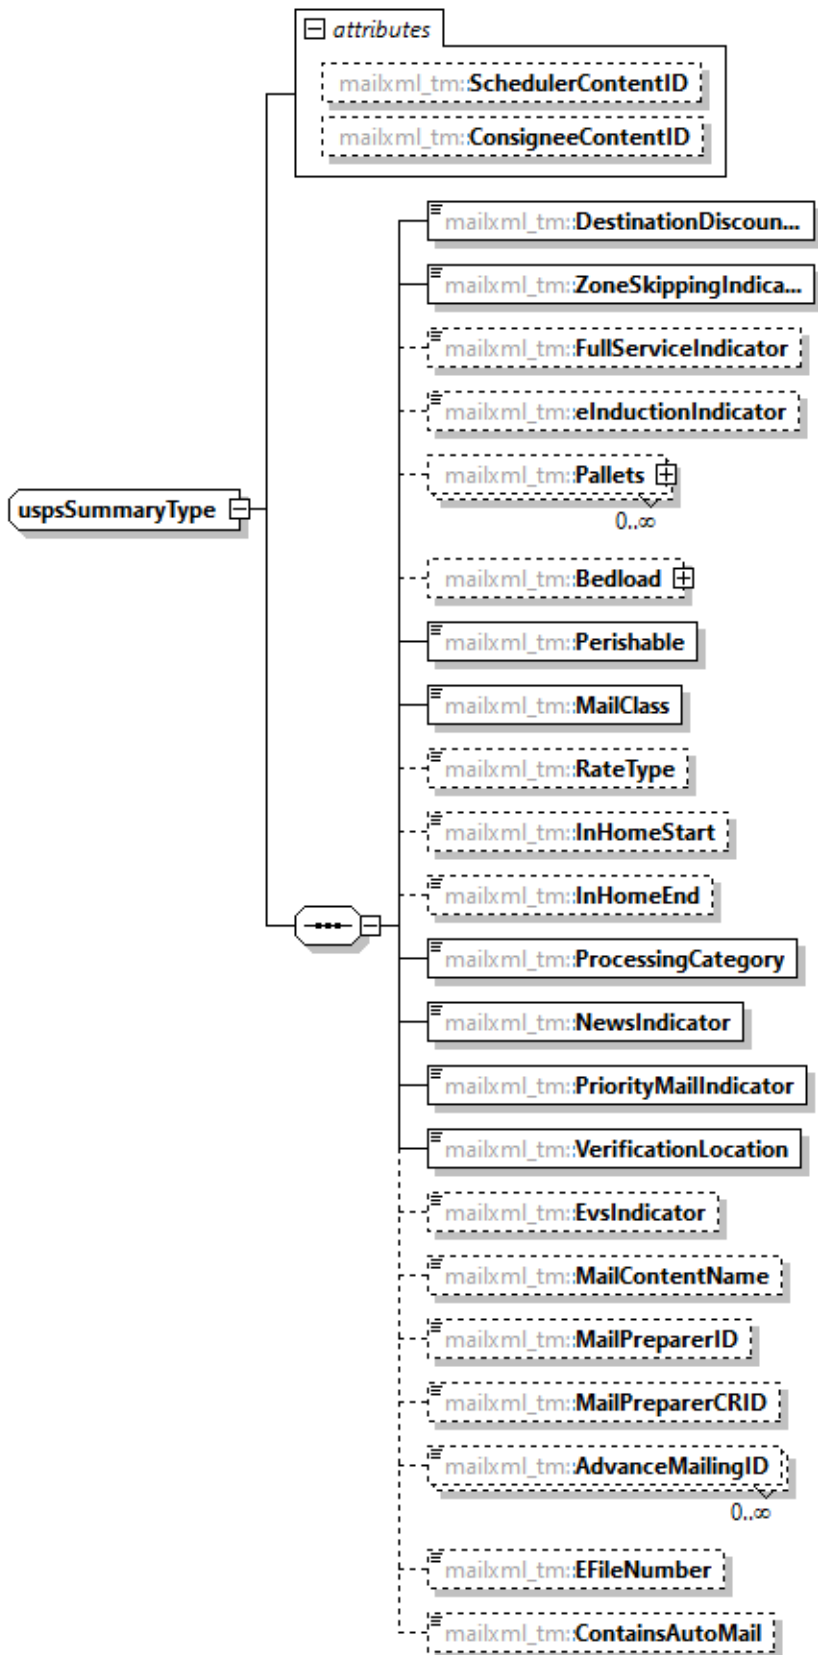 attributes
mailxml_tm::SchedulerContentID
mailxml_tm::ConsigneeContentID
mailxml_tm::DestinationDiscoun...
mailxml_tm::ZoneSkippingIndica...
mailxml_tm::FullServiceIndicator
mailxml_tm::eInductionIndicator
mailxml_tm::Pallets
uspsSummaryType
0..∞
mailxml_tm::Bedload
mailxml_tm::Perishable
mailxml_tm::MailClass
mailxml_tm::RateType
mailxml_tm::InHomeStart
mailxml_tm::InHomeEnd
mailxml_tm::ProcessingCategory
mailxml_tm::NewsIndicator
mailxml_tm::PriorityMailIndicator
mailxml_tm::VerificationLocation
mailxml_tm::EvsIndicator
mailxml_tm::MailContentName
mailxml_tm::MailPreparerID
mailxml_tm::MailPreparerCRID
mailxml_tm::AdvanceMailingID
0..∞
mailxml_tm::EFileNumber
mailxml_tm::ContainsAutoMail